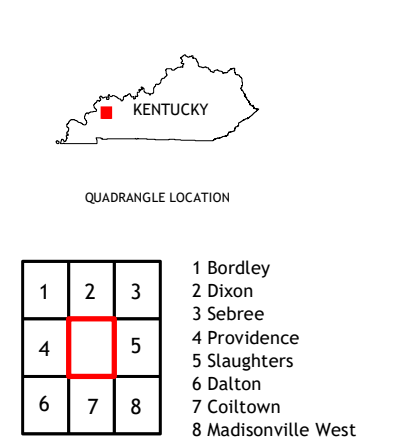 KENTUCKY
QUADRANGLE LOCATION
1 2 3
4 5
6 7 8
1 Bordley
2 Dixon
3 Sebree
4 Providence
5 Slaughters
6 Dalton
7 Coiltown
8 Madisonville West